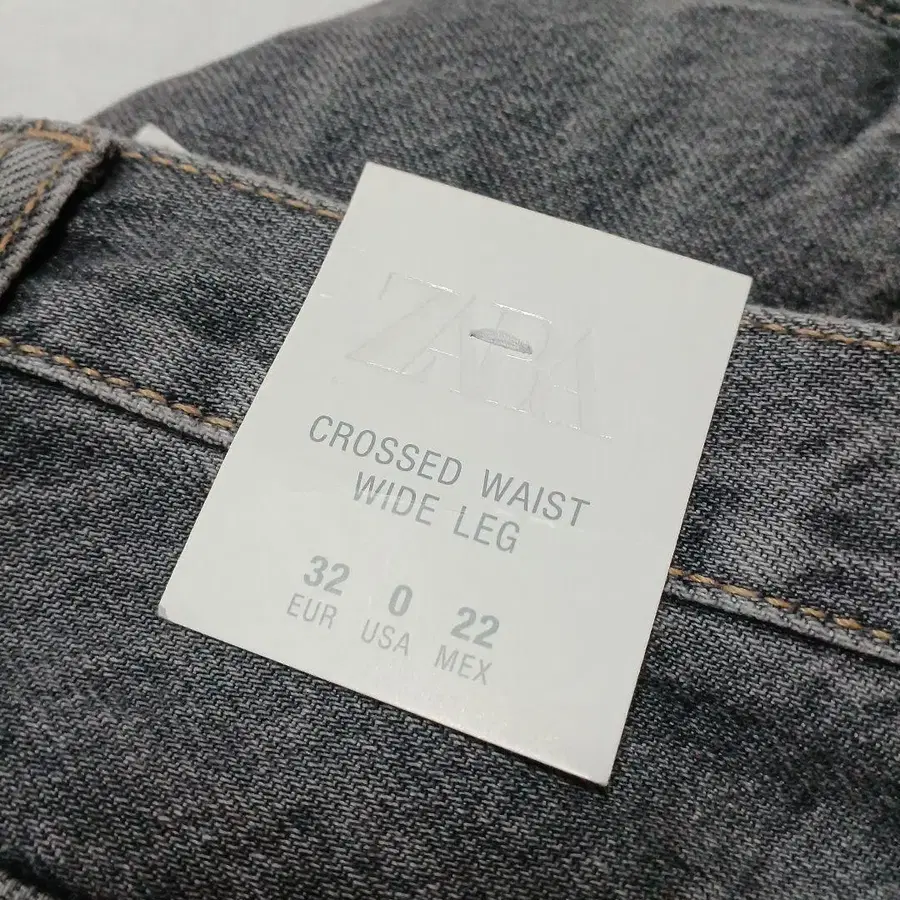 ZARA
CROSSED WAIST
WIDE LEG
32 0 22
EUR USA MEX